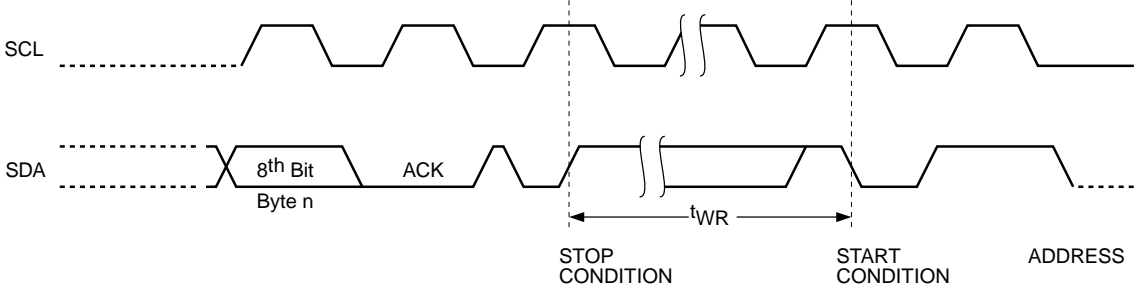 SCL
SDA
8th Bit
ACK
Byte n
tWR
STOP
CONDITION
START
CONDITION
ADDRESS